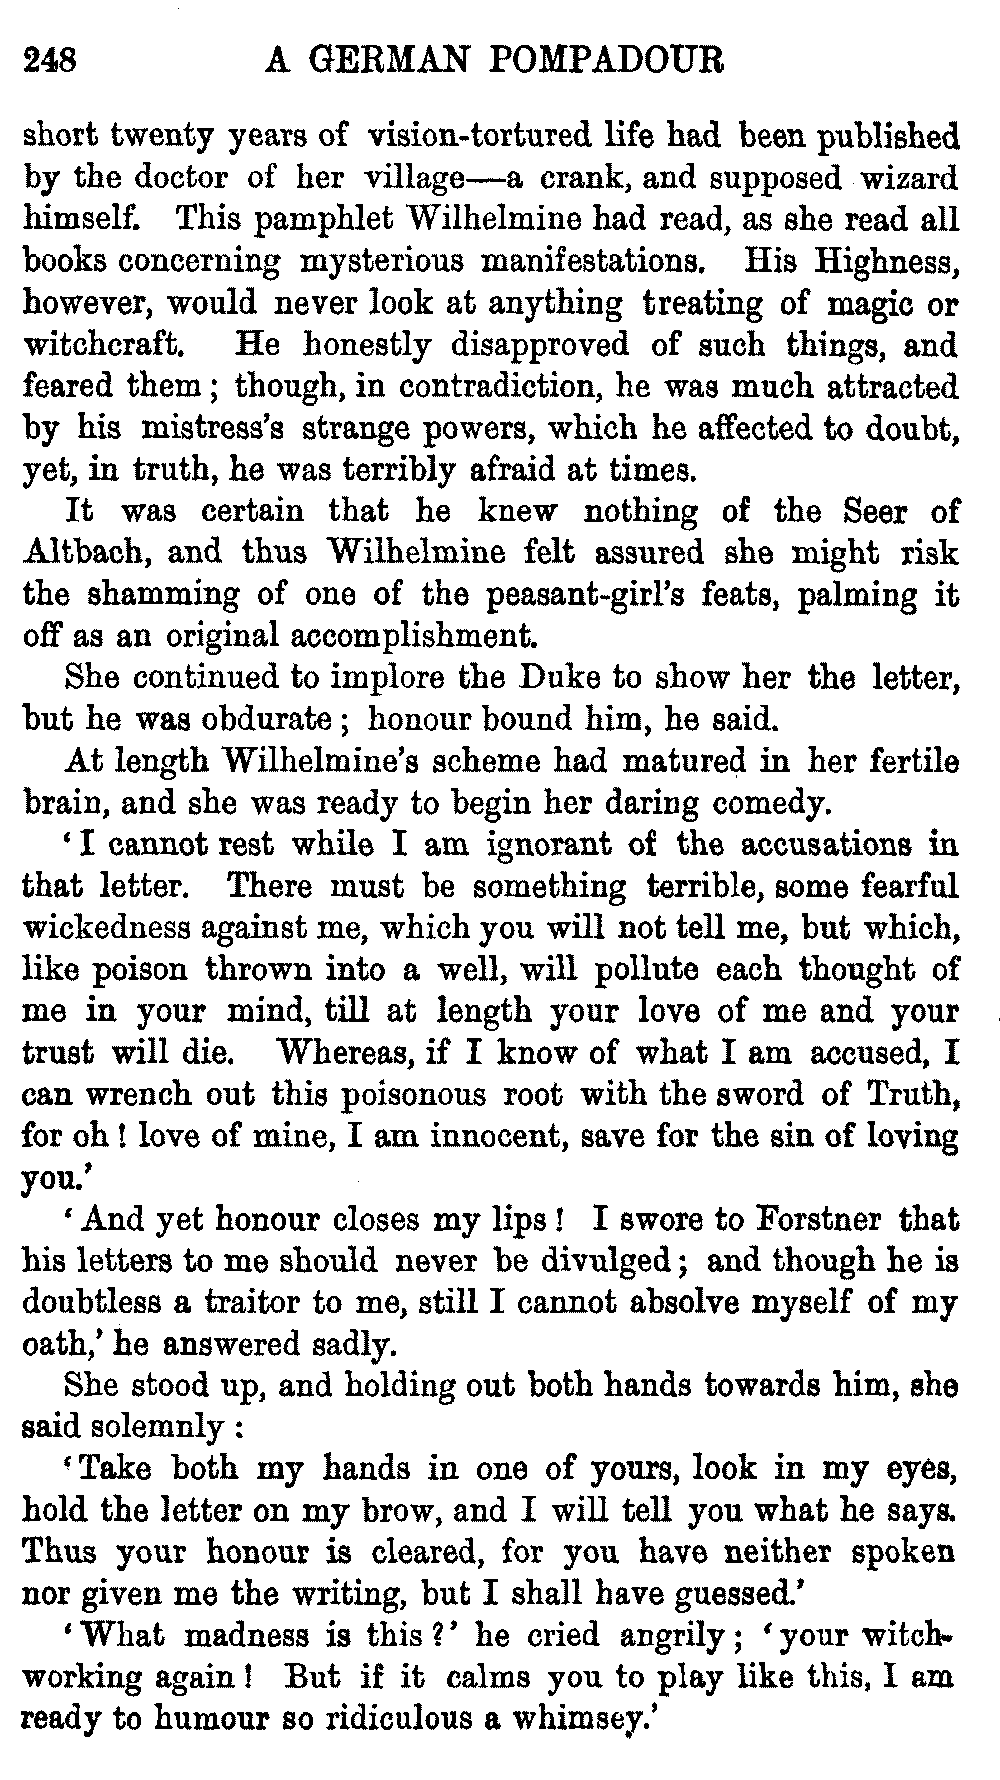 248 A GERMAN POMPADOUR
short twenty years of vision-tortured life had been published
by the doctor of her village—a crank, and supposed wizard
himself. This pamphlet Wilhelmine had read, as she read all
books concerning mysterious manifestations. His Highness,
however, would never look at anything treating of magic or
witchcraft. He honestly disapproved of such things, and
feared them; though, in contradiction, he was much attracted
by his mistress's strange powers, which he affected to doubt,
yet, in truth, he was terribly afraid at times.
It was certain that he knew nothing of the Seer of
Altbach, and thus Wilhelmine felt assured she might risk
the shamming of one of the peasant-girl's feats, palming it
off as an original accomplishment.
She continued to implore the Duke to show her the letter,
but he was obdurate; honour bound him, he said.
At length Wilhelmine's scheme had matured in her fertile
brain, and she was ready to begin her daring comedy.
'I cannot rest while I am ignorant of the accusations in
that letter. There must be something terrible, some fearful
wickedness against me, which you will not tell me, but which,
like poison thrown into a well, will pollute each thought of
me in your mind, till at length your love of me and your
trust will die. Whereas, if I know of what I am accused, I
can wrench out this poisonous root with the sword of Truth,
for oh! love of mine, I am innocent, save for the sin of loving
you.'
'And yet honour closes my lips! I swore to Forstner that
his letters to me should never be divulged; and though he is
doubtless a traitor to me, still I cannot absolve myself of my
oath,' he answered sadly.
She stood up, and holding out both hands towards him, she
said solemnly:
'Take both my hands in one of yours, look in my eyes,
hold the letter on my brow, and I will tell you what he says.
Thus your honour is cleared, for you have neither spoken
nor given me the writing, but I shall have guessed.'
'What madness is this?' he cried angrily; 'your witch-
working again! But if it calms you to play like this, I am
ready to humour so ridiculous a whimsey.'